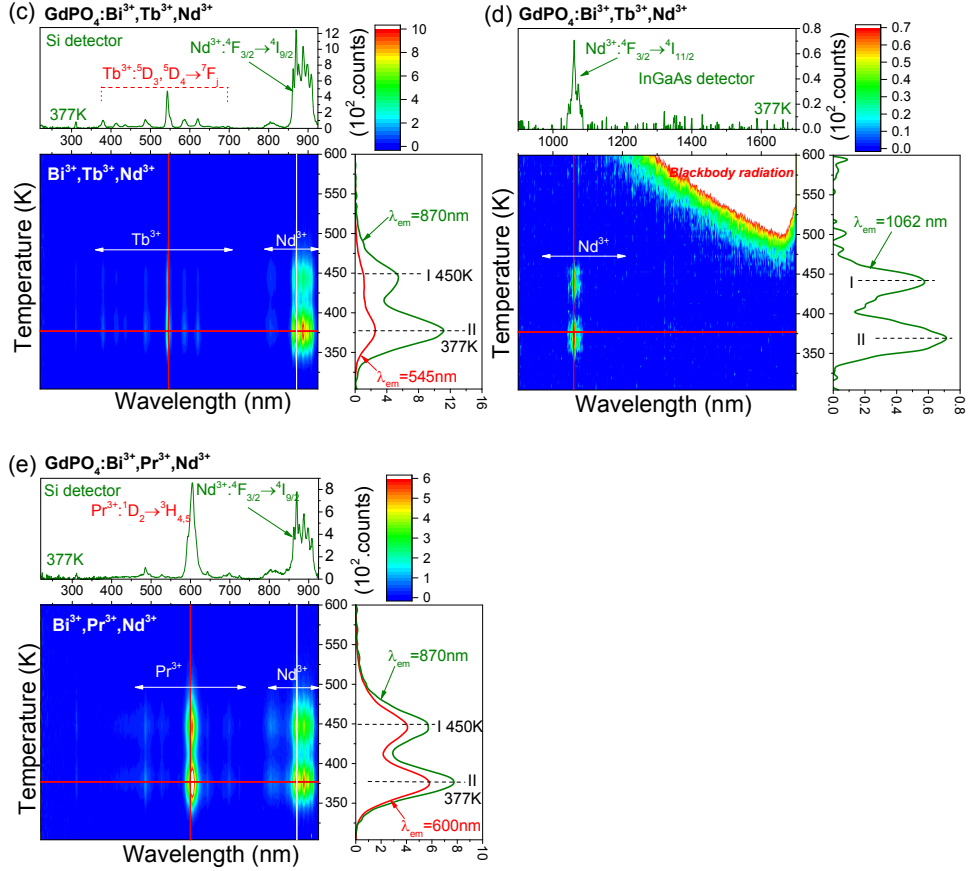 (c) GdPO₄:Bi³⁺,Tb³⁺,Nd³⁺
Si detector
Nd³⁺:⁴F₃/₂→⁴I₉/₂
Tb³⁺:⁵D₃,⁵D₄→⁷Fⱼ
377K
12
10
8
6
4
2
0
300 400 500 600 700 800 900
10
8
6
4
2
0
(10².counts)
Bi³⁺,Tb³⁺,Nd³⁺
Tb³⁺
Nd³⁺
Temperature (K)
Wavelength (nm)
600
550
500
450
400
350
λem=870nm
I 450K
II
377K
λem=545nm
0 4 8 12 16
(d) GdPO₄:Bi³⁺,Tb³⁺,Nd³⁺
Nd³⁺:⁴F₃/₂→⁴I₁₁/₂
InGaAs detector
377K
0.8
0.6
0.4
0.2
0.0
1000 1200 1400 1600
0.7
0.6
0.5
0.4
0.3
0.2
0.1
0.0
(10².counts)
Blackbody radiation
Nd³⁺
Temperature (K)
Wavelength (nm)
600
550
500
450
400
350
λem=1062 nm
I
II
0.0 0.2 0.4 0.6 0.8
(e) GdPO₄:Bi³⁺,Pr³⁺,Nd³⁺
Si detector
Nd³⁺:⁴F₃/₂→⁴I₉/₂
Pr³⁺:¹D₂→³H₄,₅
377K
8
6
4
2
0
300 400 500 600 700 800 900
6
5
4
3
2
1
0
(10².counts)
Bi³⁺,Pr³⁺,Nd³⁺
Pr³⁺
Nd³⁺
Temperature (K)
Wavelength (nm)
600
550
500
450
400
350
λem=870nm
I 450K
II
377K
λem=600nm
0 2 4 6 8 10